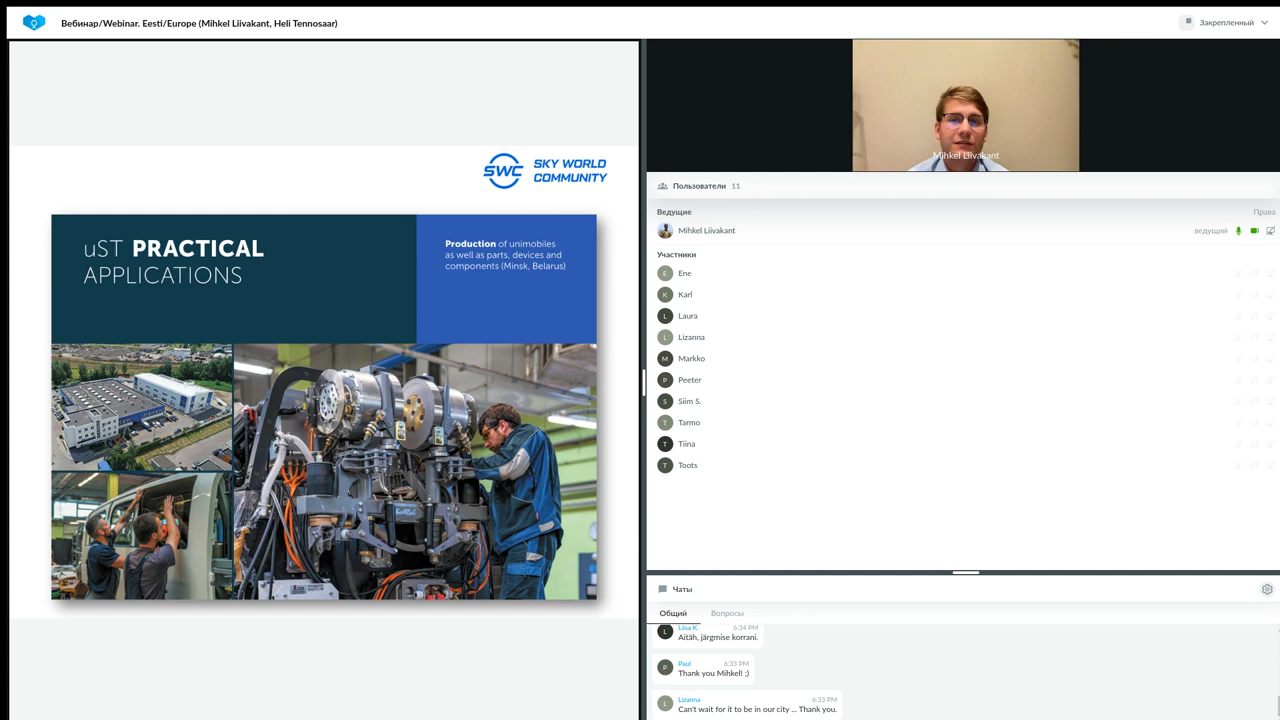 Вебинар/Webinar. Eesti/Europe (Mihkel Liivakant, Heli Tennosaar)
Закрепленный
SWC SKY WORLD
COMMUNITY
uST PRACTICAL
APPLICATIONS
Production of unimobiles
as well as parts, devices and
components (Minsk, Belarus)
Mihkel Liivakant
Пользователи 11
Ведущие Права
Mihkel Liivakant ведущий
Участники
E Ene
K Karl
L Laura
L Lizanna
M Markko
P Peeter
S Siim S.
T Tarmo
T Tiina
T Toots
Чаты
Общий Вопросы
L Liisa K. 6:34 PM
Aitäh, järgmise korrani.
P Paul 6:33 PM
Thank you Mihkel! ;)
L Lizanna 6:33 PM
Can't wait for it to be in our city ... Thank you.